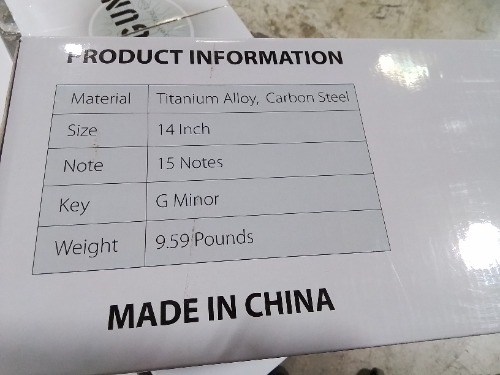 PRODUCT INFORMATION
Material Titanium Alloy, Carbon Steel
Size 14 Inch
Note 15 Notes
Key G Minor
Weight 9.59 Pounds
MADE IN CHINA